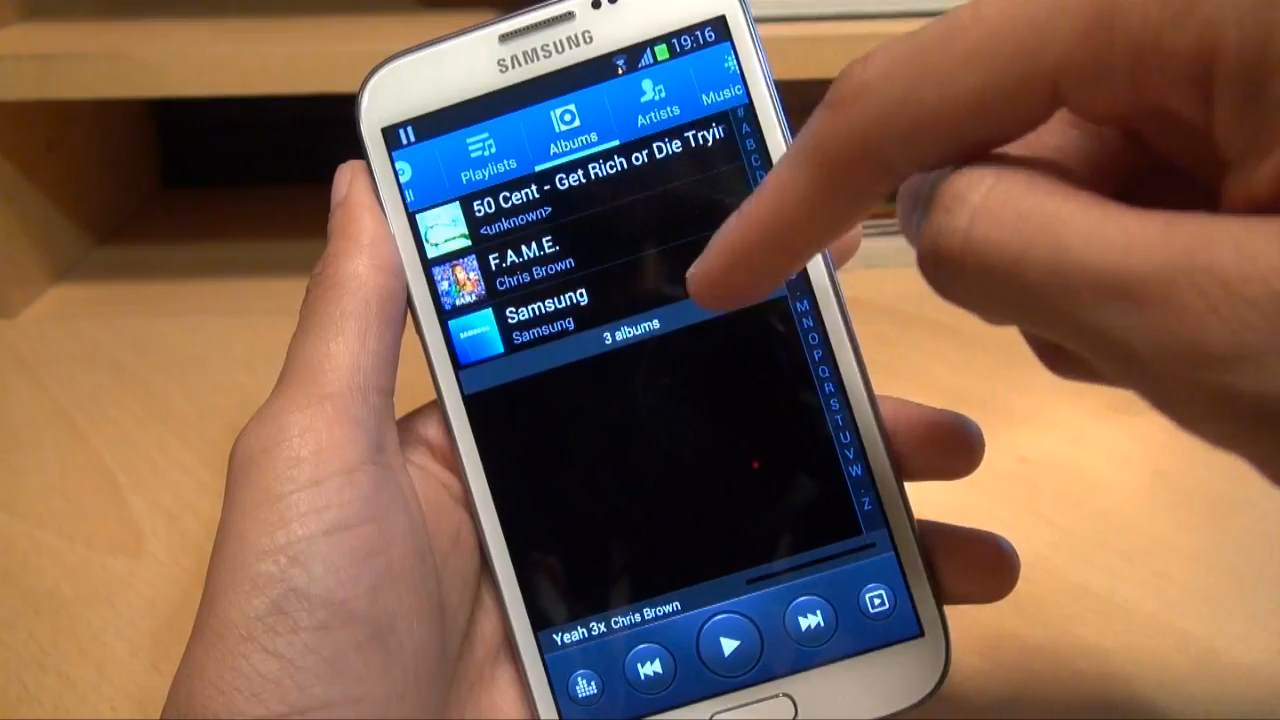 SAMSUNG
19:16
Playlists
Albums
Artists
Music
50 Cent - Get Rich or Die Tryin
<unknown>
F.A.M.E.
Chris Brown
Samsung
Samsung
3 albums
#
A
B
C
D
M
N
O
P
Q
R
S
T
U
V
W
.
Z
Yeah 3x Chris Brown